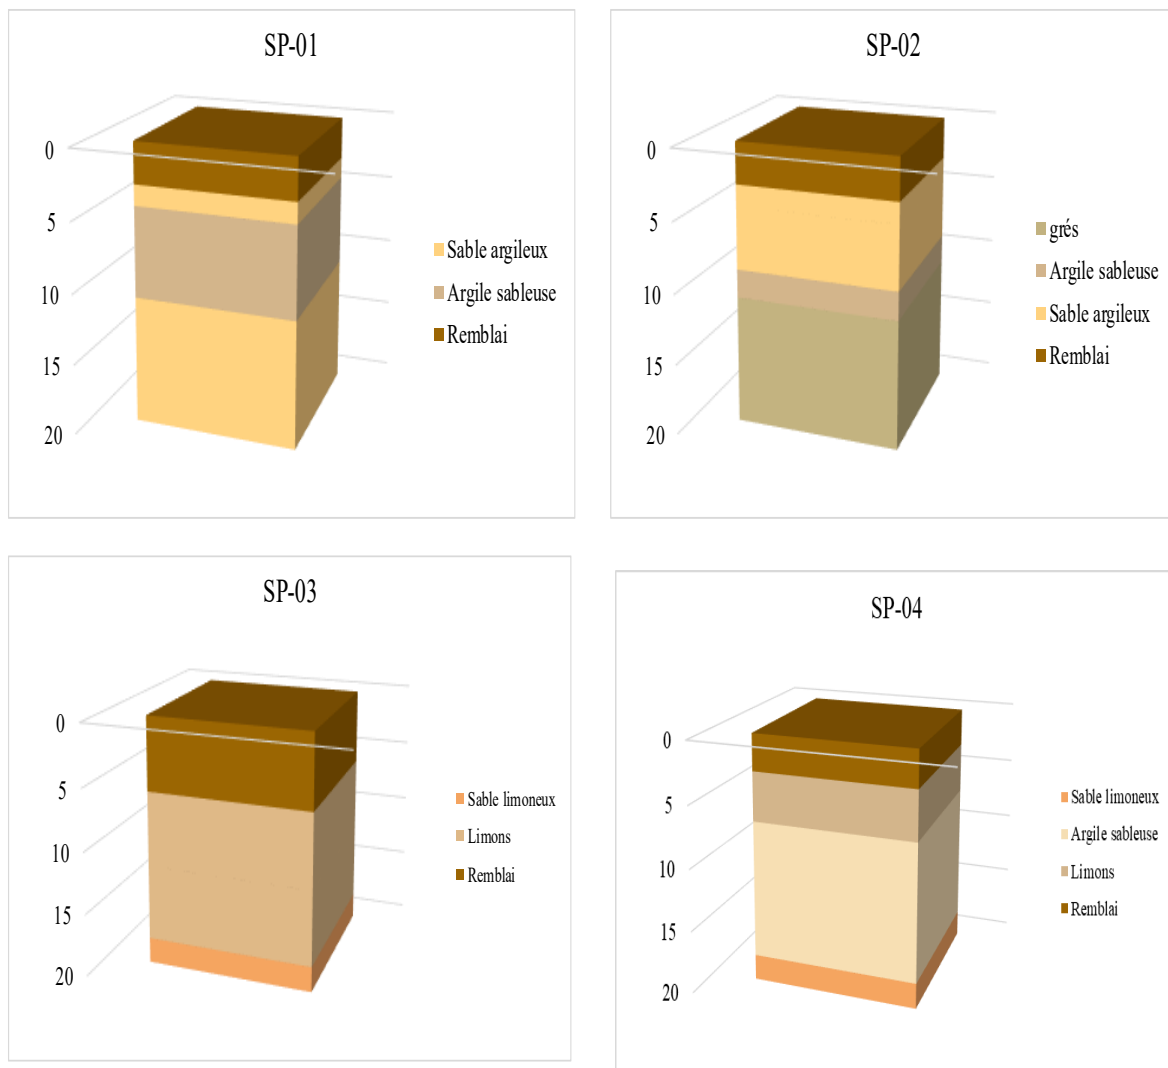 SP-01
0
5
10
15
20
Sable argileux
Argile sableuse
Remblai
SP-02
0
5
10
15
20
grés
Argile sableuse
Sable argileux
Remblai
SP-03
0
5
10
15
20
Sable limoneux
Limons
Remblai
SP-04
0
5
10
15
20
Sable limoneux
Argile sableuse
Limons
Remblai